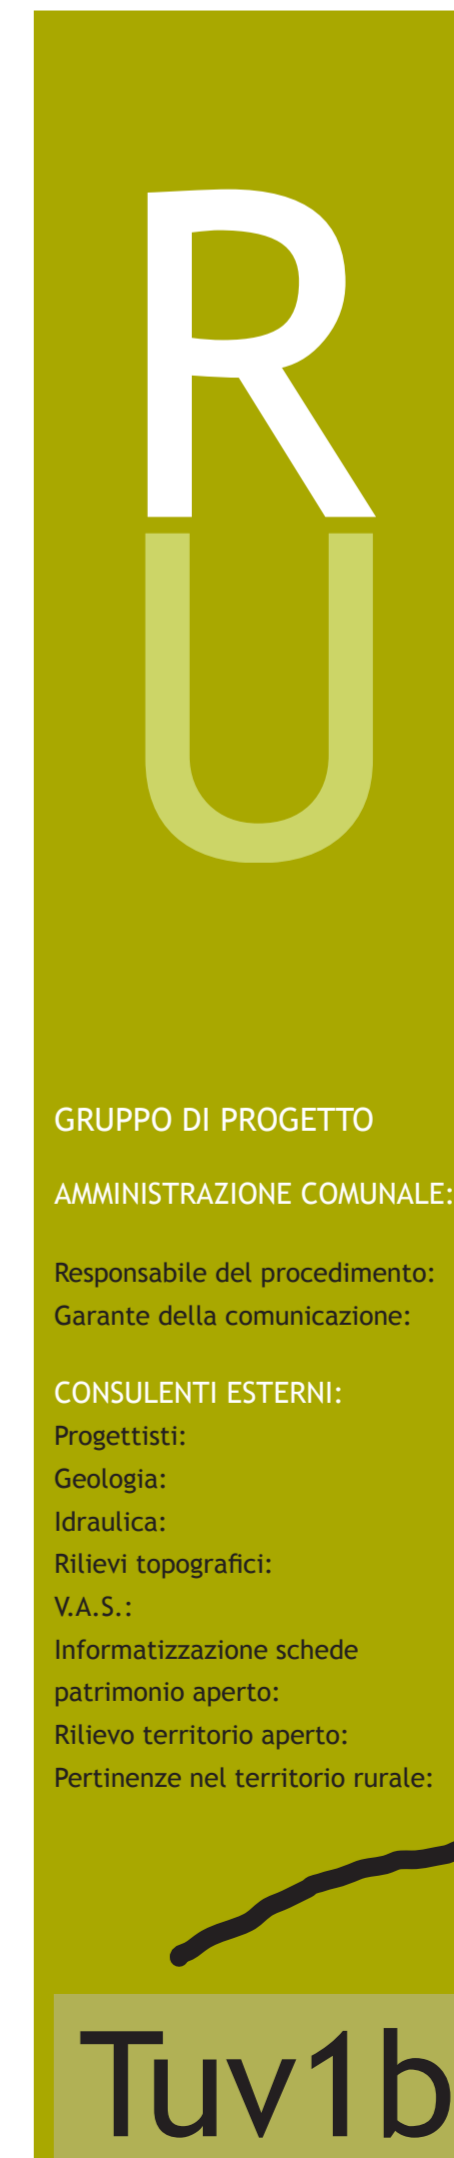 R
U
GRUPPO DI PROGETTO
AMMINISTRAZIONE COMUNALE:
Responsabile del procedimento:
Garante della comunicazione:
CONSULENTI ESTERNI:
Progettisti:
Geologia:
Idraulica:
Rilievi topografici:
V.A.S.:
Informatizzazione schede
patrimonio aperto:
Rilievo territorio aperto:
Pertinenze nel territorio rurale:
Tuv1b